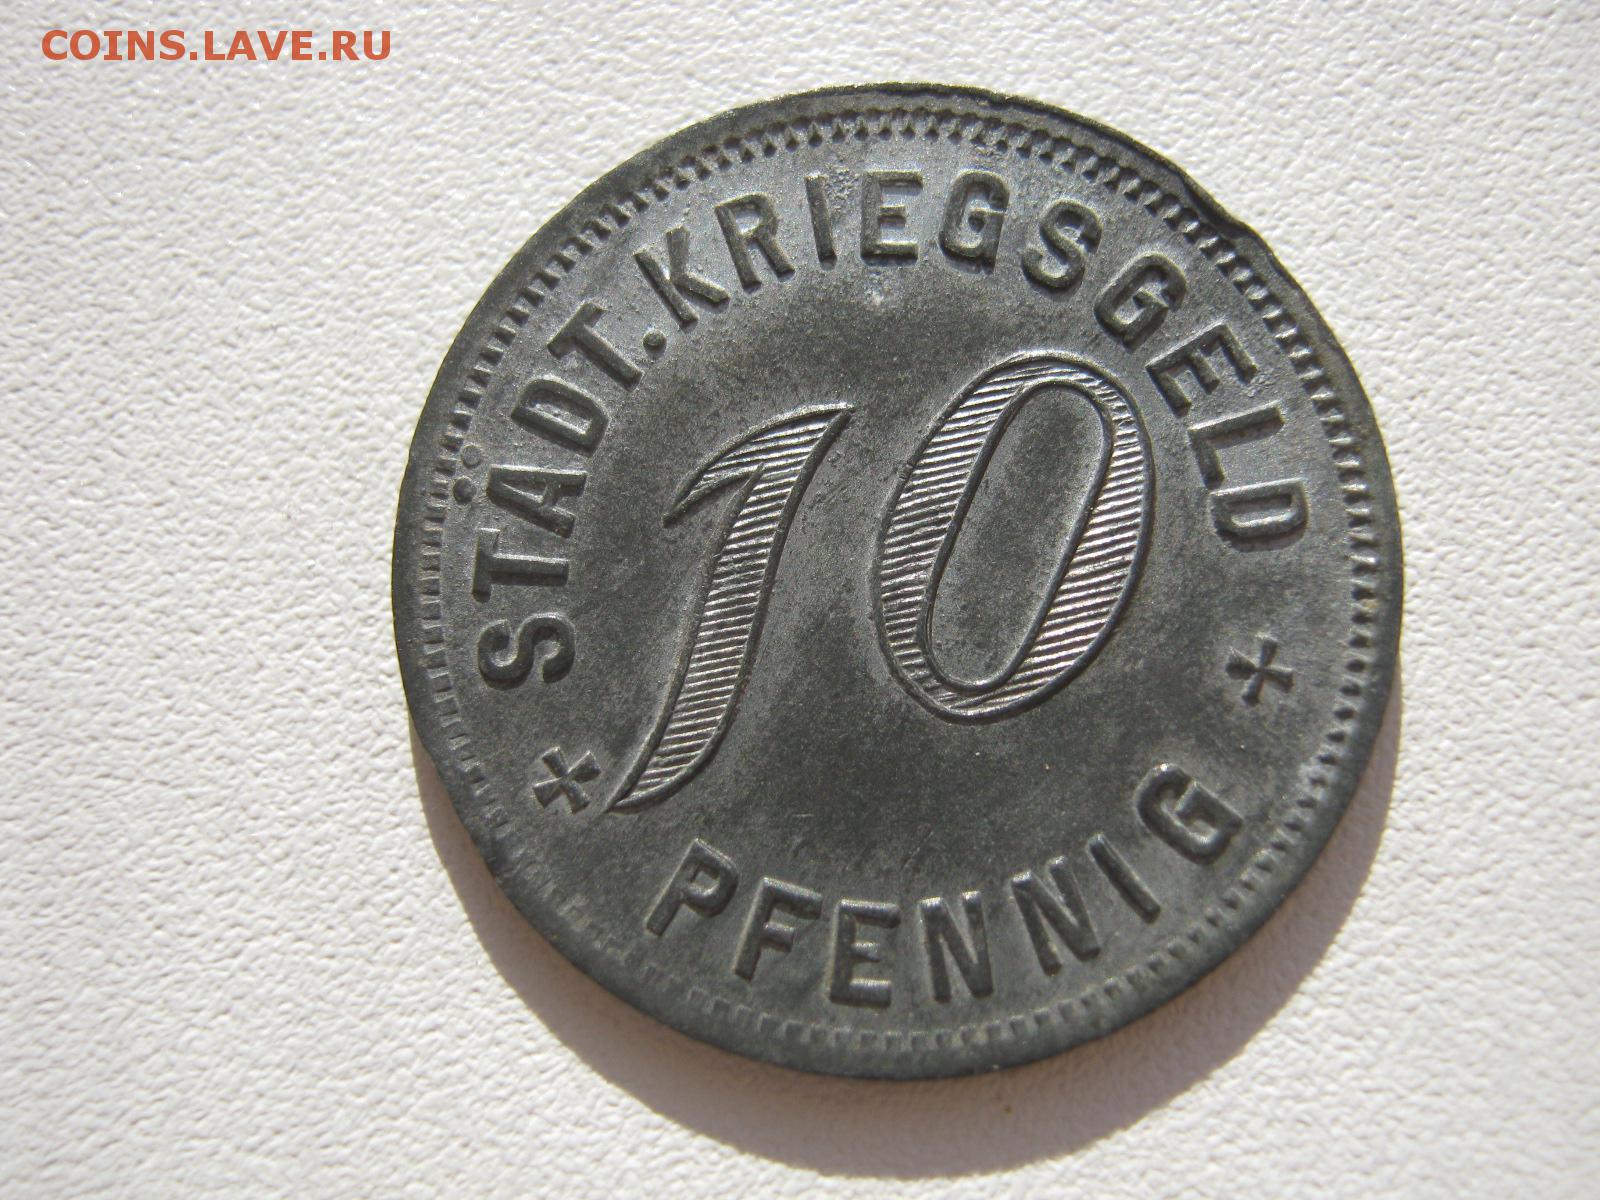 COINS.LAVE.RU
STÄDT. KRIEGSGELD
10
PFENNIG